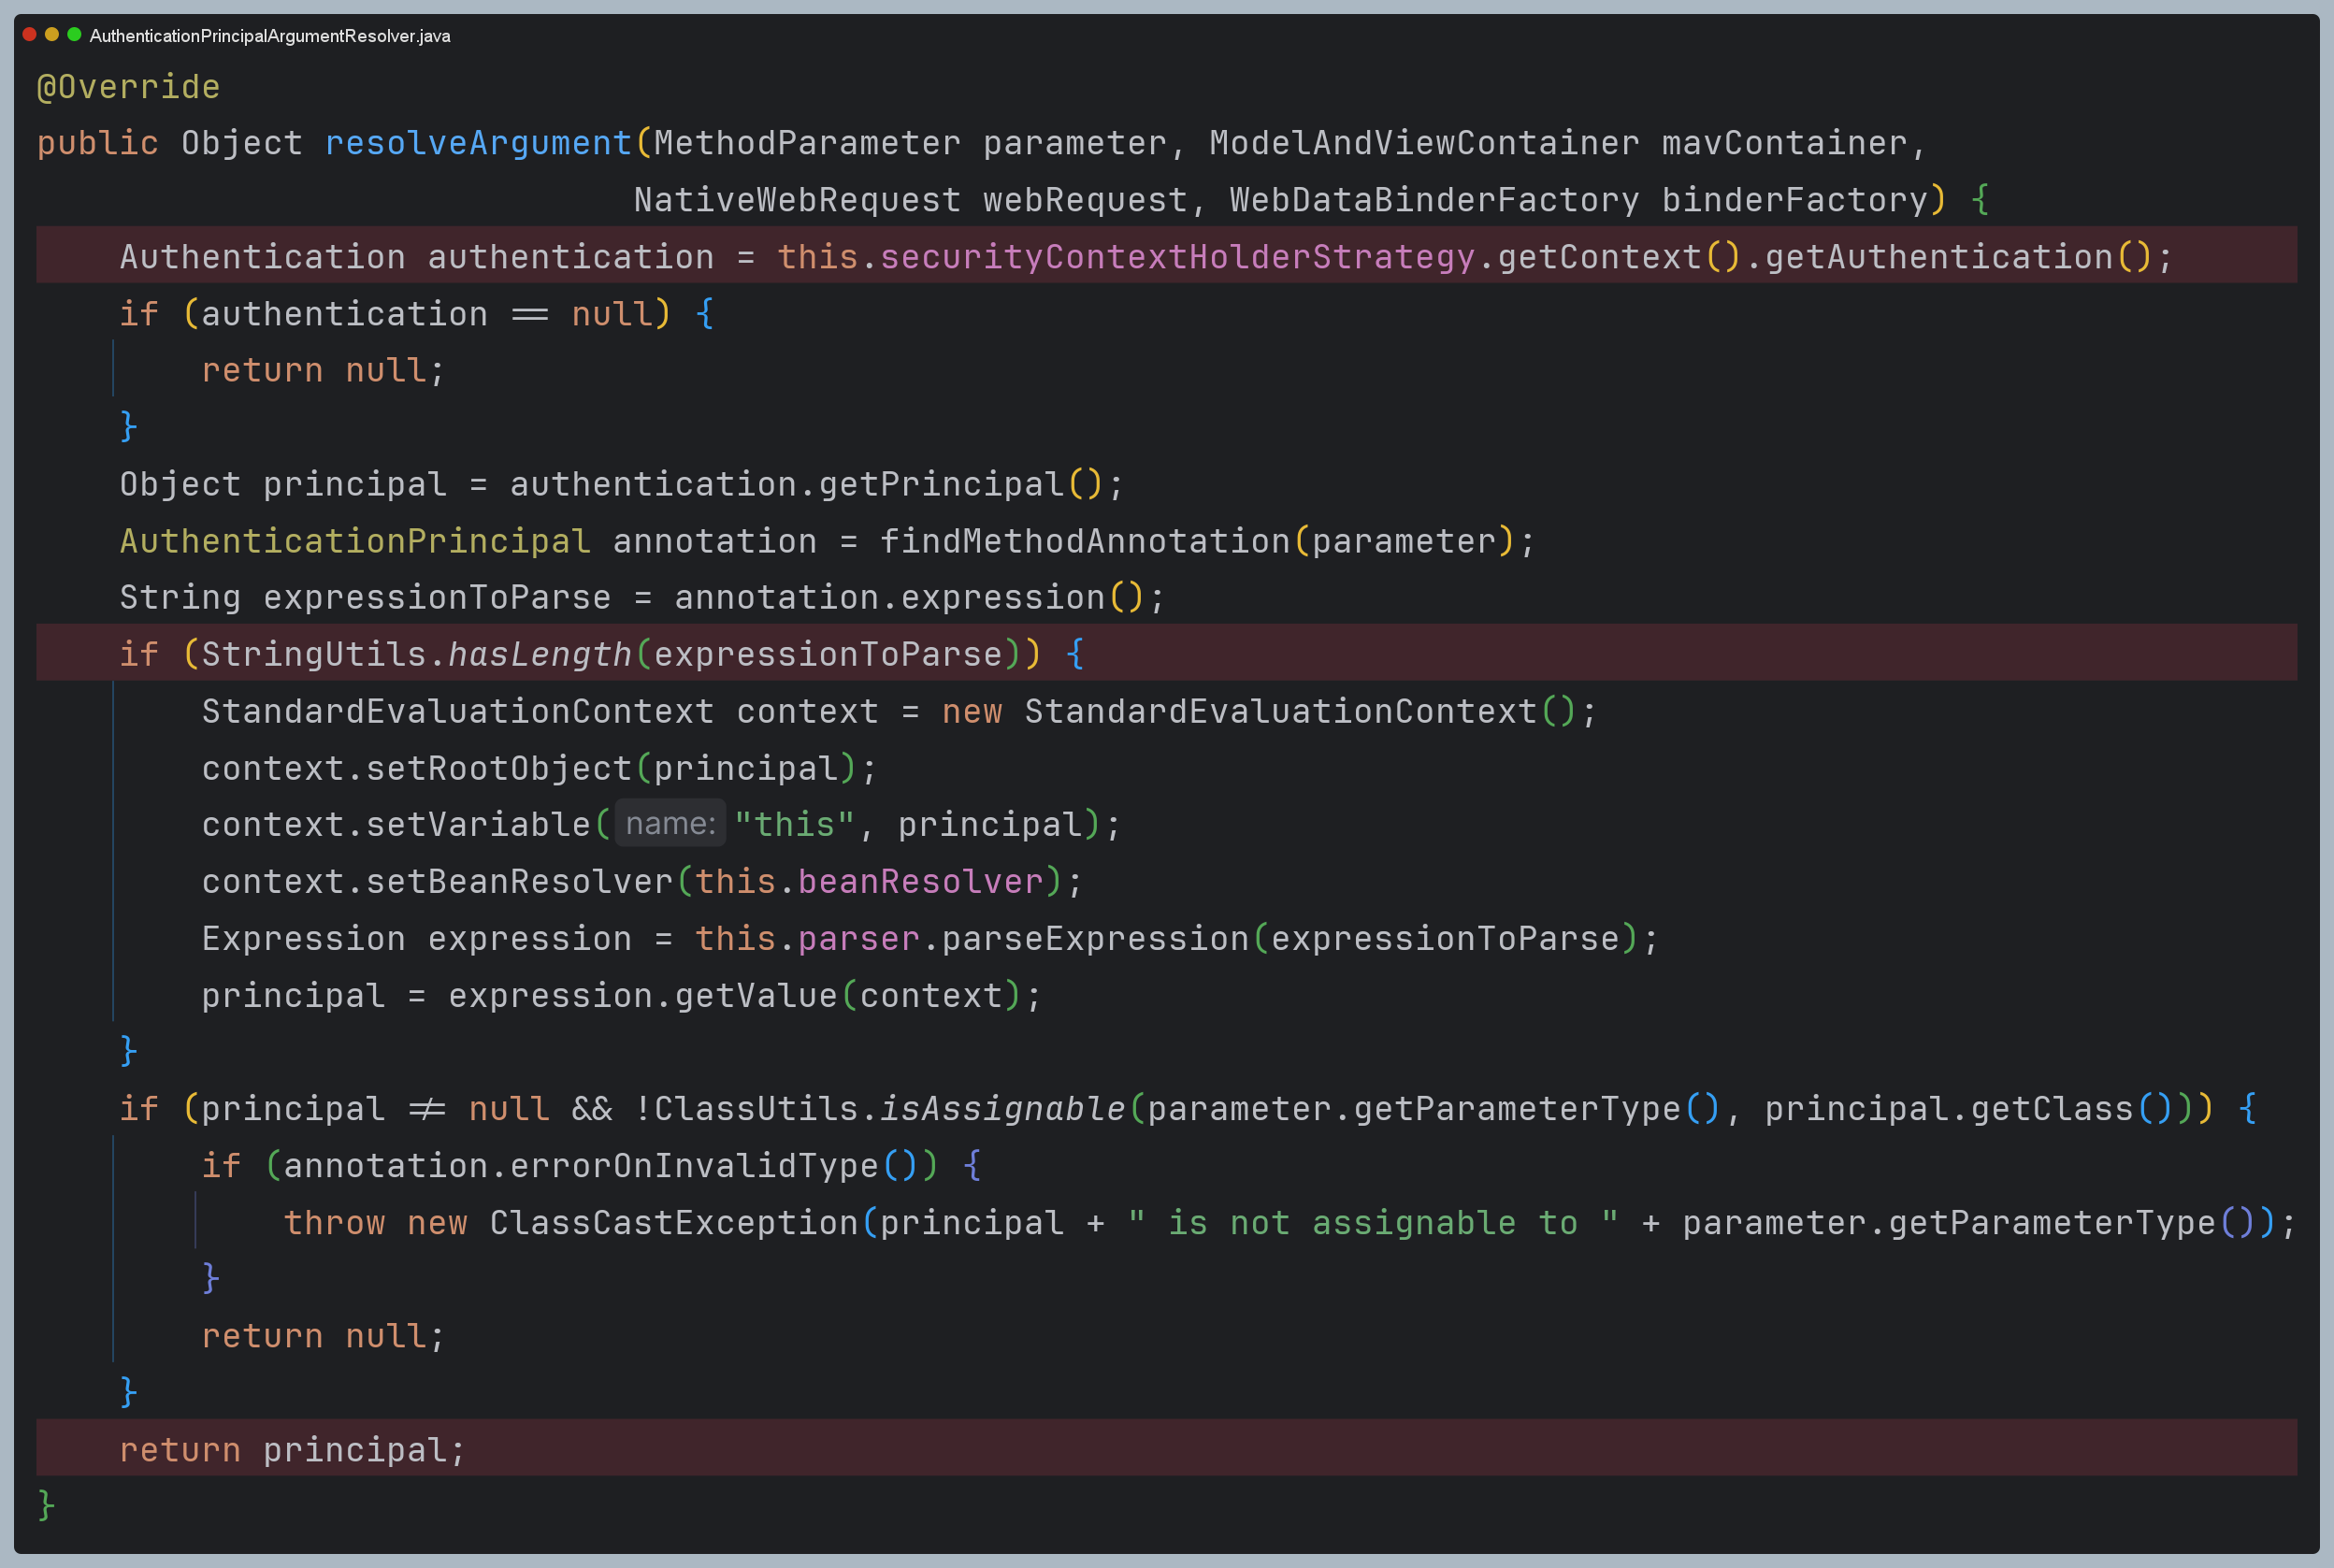 AuthenticationPrincipalArgumentResolver.java
@Override
public Object resolveArgument(MethodParameter parameter, ModelAndViewContainer mavContainer,
                             NativeWebRequest webRequest, WebDataBinderFactory binderFactory) {
    Authentication authentication = this.securityContextHolderStrategy.getContext().getAuthentication();
    if (authentication == null) {
        return null;
    }
    Object principal = authentication.getPrincipal();
    AuthenticationPrincipal annotation = findMethodAnnotation(parameter);
    String expressionToParse = annotation.expression();
    if (StringUtils.hasLength(expressionToParse)) {
        StandardEvaluationContext context = new StandardEvaluationContext();
        context.setRootObject(principal);
        context.setVariable( name: "this", principal);
        context.setBeanResolver(this.beanResolver);
        Expression expression = this.parser.parseExpression(expressionToParse);
        principal = expression.getValue(context);
    }
    if (principal != null && !ClassUtils.isAssignable(parameter.getParameterType(), principal.getClass())) {
        if (annotation.errorOnInvalidType()) {
            throw new ClassCastException(principal + " is not assignable to " + parameter.getParameterType());
        }
        return null;
    }
    return principal;
}